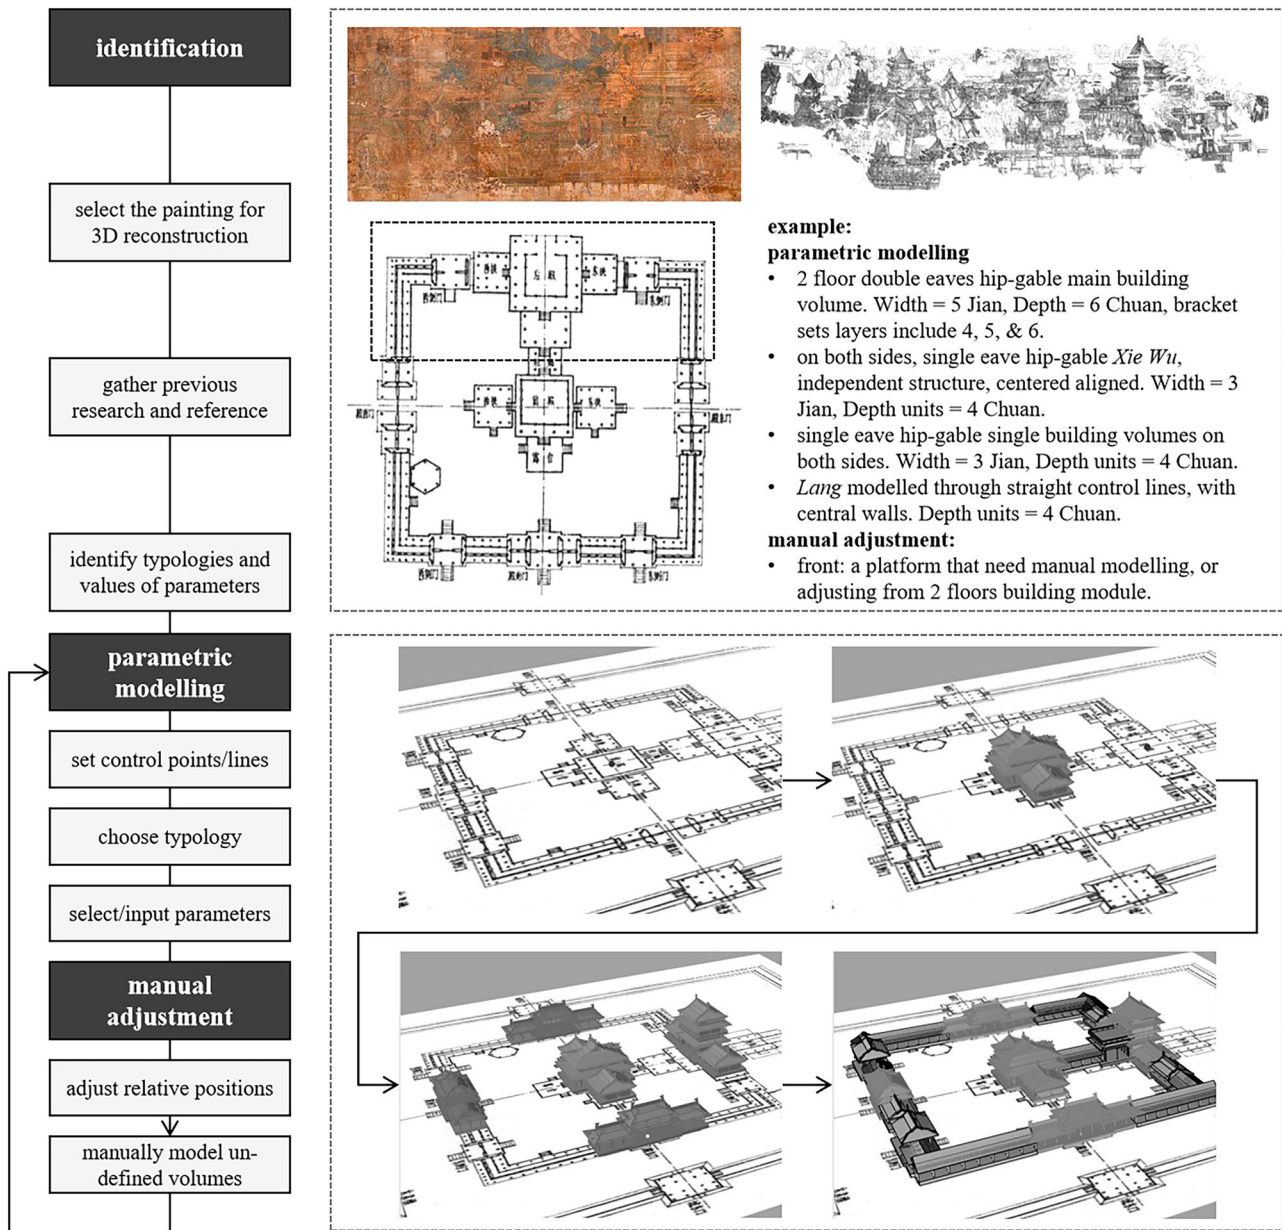 identification
select the painting for
3D reconstruction
gather previous
research and reference
identify typologies and
values of parameters
parametric
modelling
set control points/lines
choose typology
select/input parameters
manual
adjustment
adjust relative positions
manually model un-
defined volumes
example:
parametric modelling
• 2 floor double eaves hip-gable main building
volume. Width = 5 Jian, Depth = 6 Chuan, bracket
sets layers include 4, 5, & 6.
• on both sides, single eave hip-gable Xie Wu,
independent structure, centered aligned. Width = 3
Jian, Depth units = 4 Chuan.
• single eave hip-gable single building volumes on
both sides. Width = 3 Jian, Depth units = 4 Chuan.
• Lang modelled through straight control lines, with
central walls. Depth units = 4 Chuan.
manual adjustment:
• front: a platform that need manual modelling, or
adjusting from 2 floors building module.